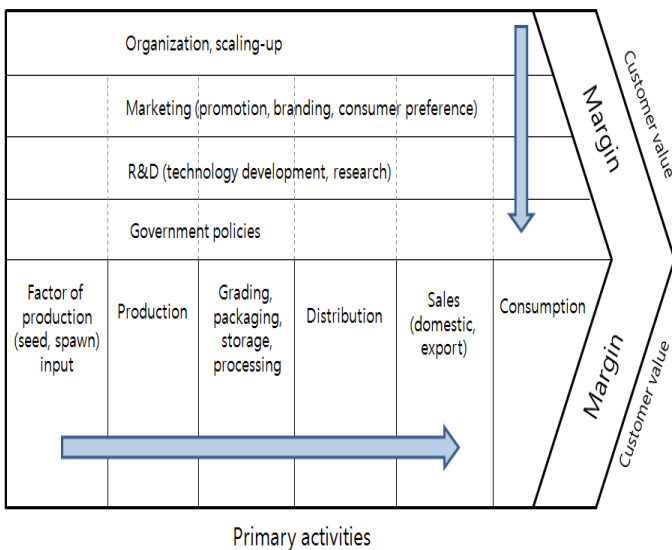 Organization, scaling-up
Marketing (promotion, branding, consumer preference)
R&D (technology development, research)
Government policies
Factor of
production
(seed, spawn)
input
Production
Grading,
packaging,
storage,
processing
Distribution
Sales
(domestic,
export)
Consumption
Margin
Customer value
Margin
Customer value
Primary activities